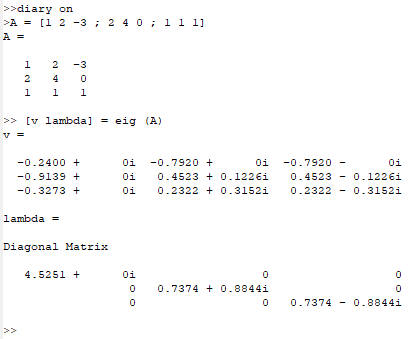 >>diary on
>A = [1 2 -3 ; 2 4 0 ; 1 1 1]
A =
1 2 -3
2 4 0
1 1 1
>> [v lambda] = eig (A)
v =
-0.2400 + 0i -0.7920 + 0i -0.7920 - 0i
-0.9139 + 0i 0.4523 + 0.1226i 0.4523 - 0.1226i
-0.3273 + 0i 0.2322 + 0.3152i 0.2322 - 0.3152i
lambda =
Diagonal Matrix
4.5251 + 0i 0 0
0 0.7374 + 0.8844i 0
0 0 0.7374 - 0.8844i
>>